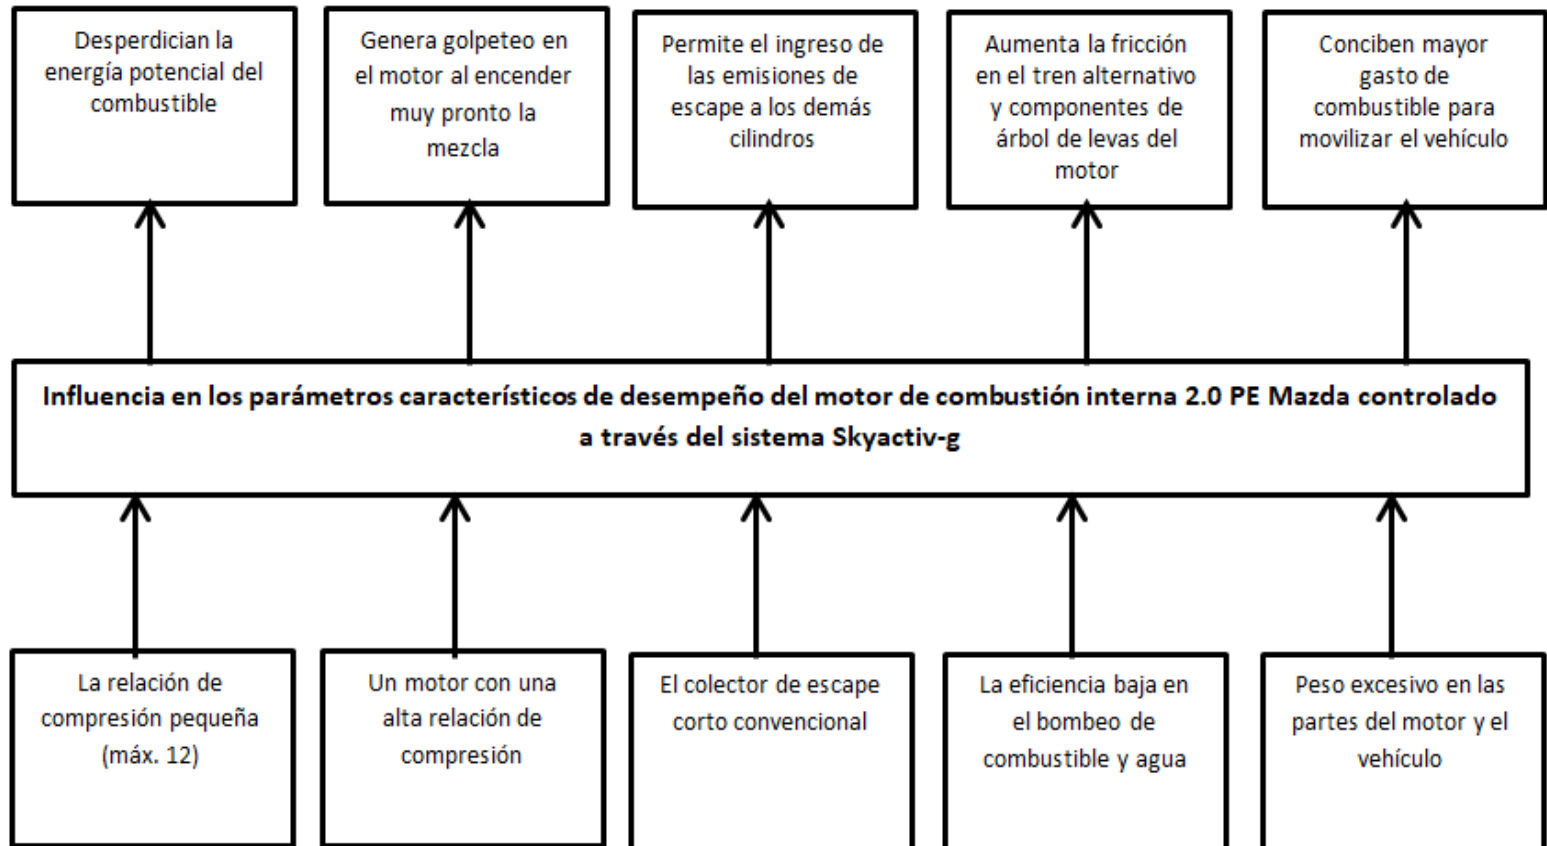 Desperdician la
energía potencial del
combustible
Genera golpeteo en
el motor al encender
muy pronto la
mezcla
Permite el ingreso de
las emisiones de
escape a los demás
cilindros
Aumenta la fricción
en el tren alternativo
y componentes de
árbol de levas del
motor
Conciben mayor
gasto de
combustible para
movilizar el vehículo
Influencia en los parámetros característicos de desempeño del motor de combustión interna 2.0 PE Mazda controlado
a través del sistema Skyactiv-g
La relación de
compresión pequeña
(máx. 12)
Un motor con una
alta relación de
compresión
El colector de escape
corto convencional
La eficiencia baja en
el bombeo de
combustible y agua
Peso excesivo en las
partes del motor y el
vehículo